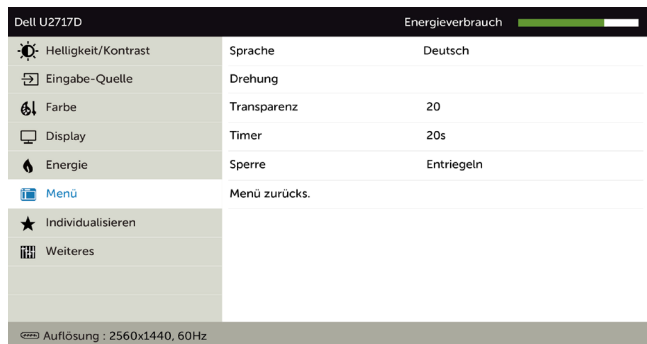 Dell U2717D Energieverbrauch
Helligkeit/Kontrast Sprache Deutsch
Eingabe-Quelle Drehung
Farbe Transparenz 20
Display Timer 20s
Energie Sperre Entriegeln
Menü Menü zurücks.
Individualisieren
Weiteres
Auflösung : 2560x1440, 60Hz